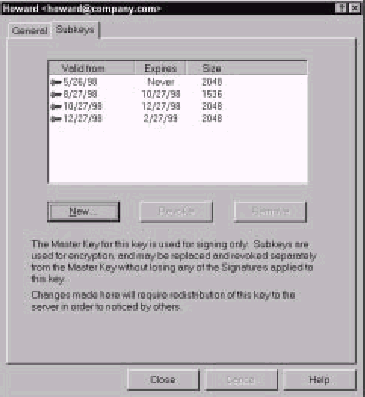 Howard <howard@company.com>
General Subkeys
Valid from Expires Size
5/26/98 Never 2048
8/27/98 10/27/98 1536
10/27/98 12/27/98 2048
12/27/98 2/27/99 2048
New... Revoke Remove
The Master Key for this key is used for signing only. Subkeys are
used for encryption, and may be replaced and revoked separately
from the Master Key without losing any of the Signatures applied to
this key.
Changes made here will require redistribution of this key to the
server in order to noticed by others.
Close Cancel Help